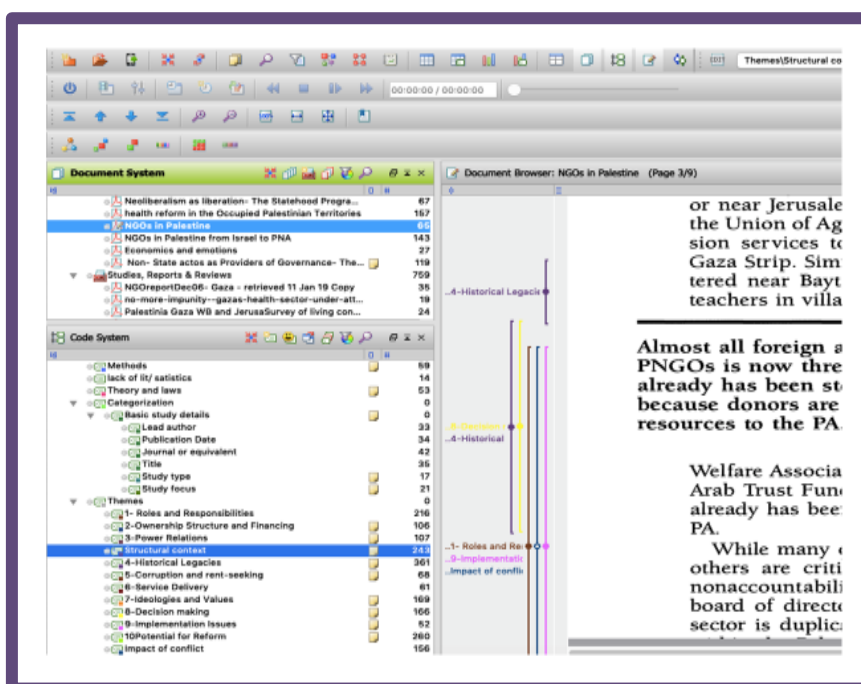 Themes\Structural co
00:00:00 / 00:00:00
Document System
Neoliberalism as liberation- The Statehood Progra... 67
health reform in the Occupied Palestinian Territories 157
NGOs in Palestine 65
NGOs in Palestine from Israel to PNA 143
Economics and emotions 27
Non- State actos as Providers of Governance- The... 119
Studies, Reports & Reviews 759
NGOreportDec06- Gaza - retrieved 11 Jan 19 Copy 35
no-more-impunity--gazas-health-sector-under-att... 19
Palestinia Gaza WB and JerusaSurvey of living con... 24
Code System
Methods 59
lack of lit/ satistics 14
Theory and laws 53
Categorization 0
Basic study details 0
Lead author 33
Publication Date 34
Journal or equivalent 42
Title 35
Study type 17
Study focus 21
Themes 0
1- Roles and Responsibilities 216
2-Ownership Structure and Financing 106
3-Power Relations 107
Structural context 243
4-Historical Legacies 361
5-Corruption and rent-seeking 68
6-Service Delivery 61
7-Ideologies and Values 169
8-Decision making 166
9-Implementation Issues 52
10Potential for Reform 260
Impact of conflict 156
Document Browser: NGOs in Palestine (Page 3/9)
..4-Historical Legacie
..4-Historical
..1- Roles and Re
..9-Implementatic
..Impact of conflic
or near Jerusale
the Union of Ag
sion services to
Gaza Strip. Sim
tered near Bayt
teachers in villa
Almost all foreign a
PNGOs is now thre
already has been st
because donors are
resources to the PA.
Welfare Associa
Arab Trust Fun
already has bee
PA.
While many
others are criti
nonaccountabili
board of directo
sector is duplic